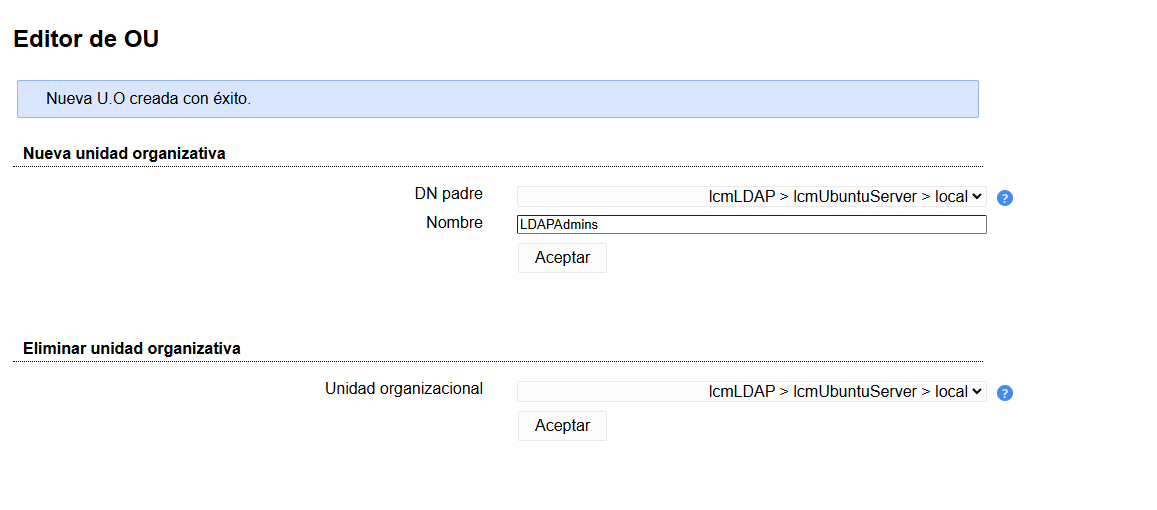 Editor de OU
Nueva U.O creada con éxito.
Nueva unidad organizativa
DN padre lcmLDAP > lcmUbuntuServer > local ?
Nombre LDAPAdmins
Aceptar
Eliminar unidad organizativa
Unidad organizacional lcmLDAP > lcmUbuntuServer > local ?
Aceptar